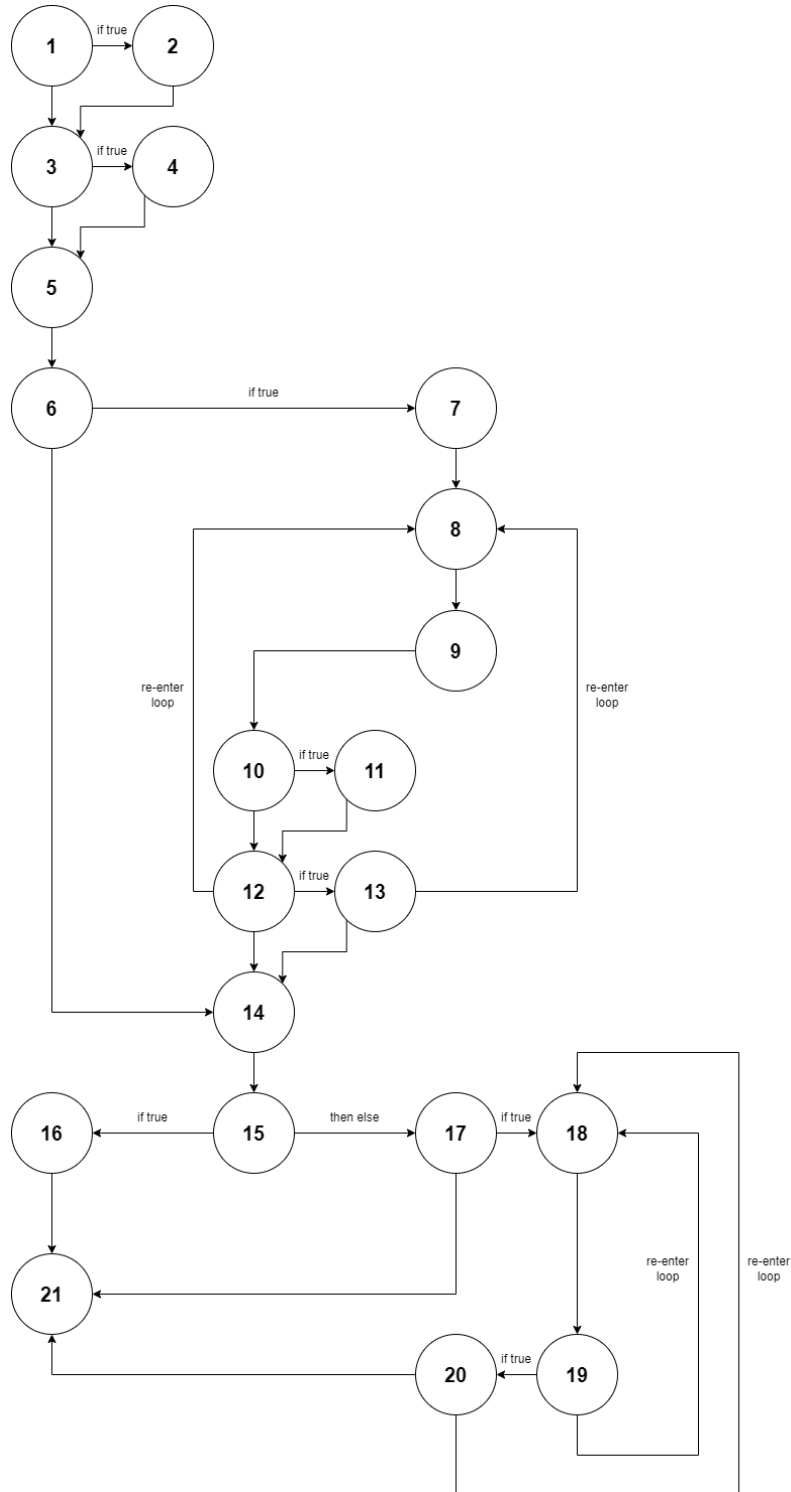 if true
1
2
if true
3
4
5
if true
6
7
8
9
re-enter
loop
re-enter
loop
if true
10
11
if true
12
13
14
if true
then else
if true
16
15
17
18
re-enter
loop
re-enter
loop
21
if true
20
19